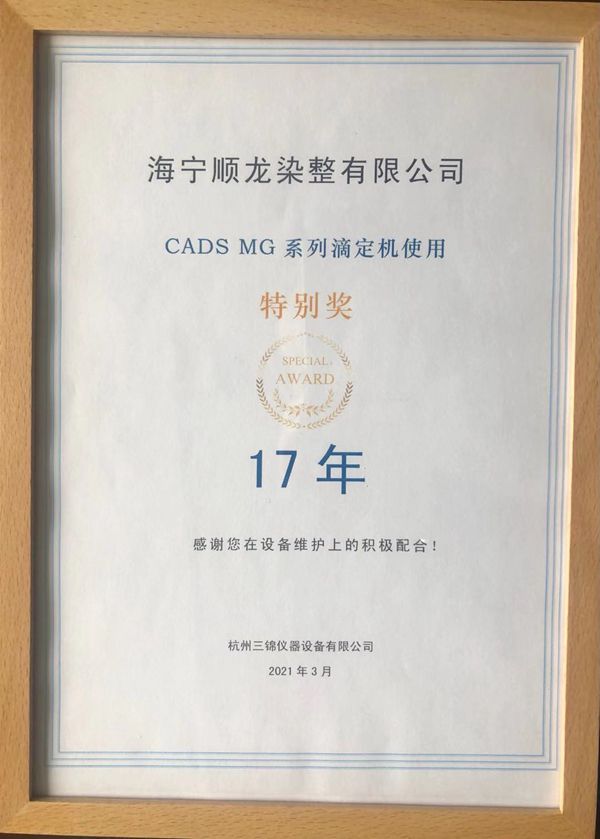 海宁顺龙染整有限公司
CADS MG 系列滴定机使用
特别奖
SPECIAL
AWARD
17 年
感谢您在设备维护上的积极配合！
杭州三锦仪器设备有限公司
2021 年 3 月